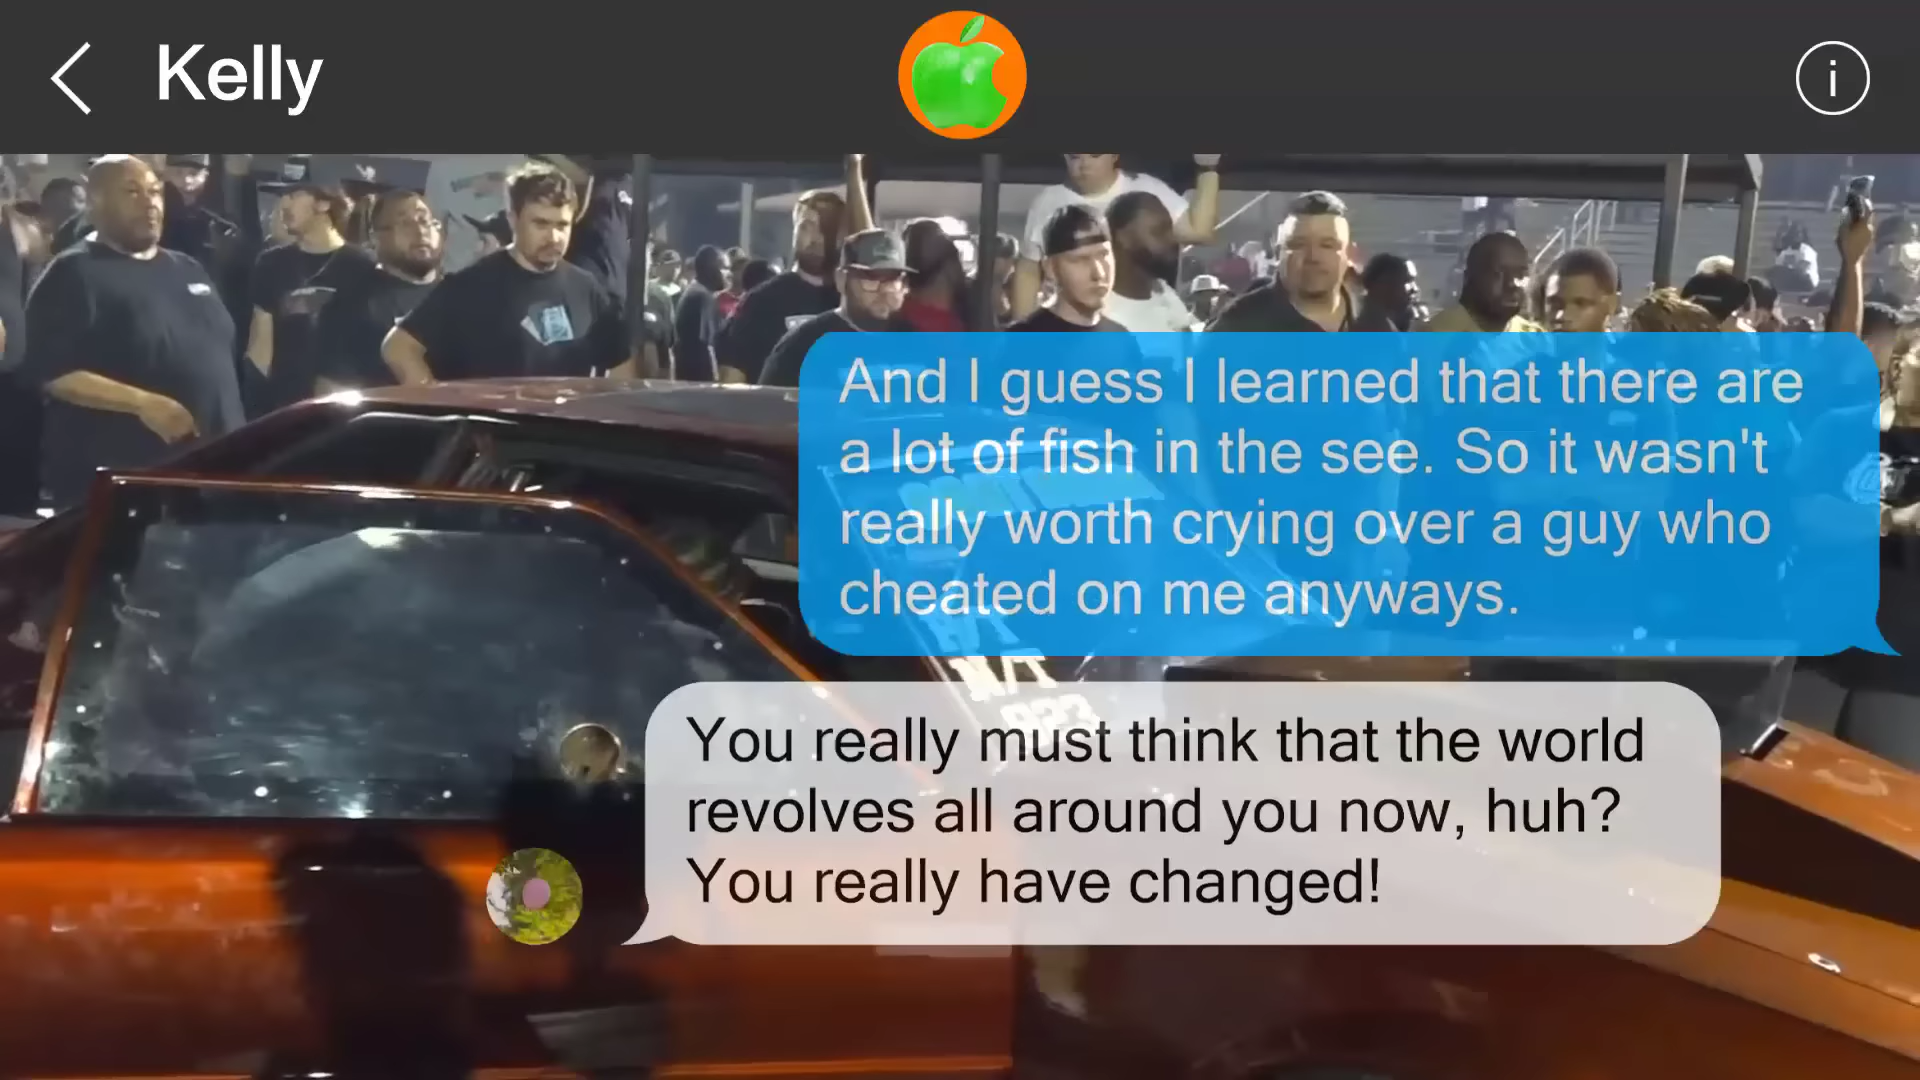 Kelly
i
And I guess I learned that there are
a lot of fish in the see. So it wasn't
really worth crying over a guy who
cheated on me anyways.
N/T
923
You really must think that the world
revolves all around you now, huh?
You really have changed!